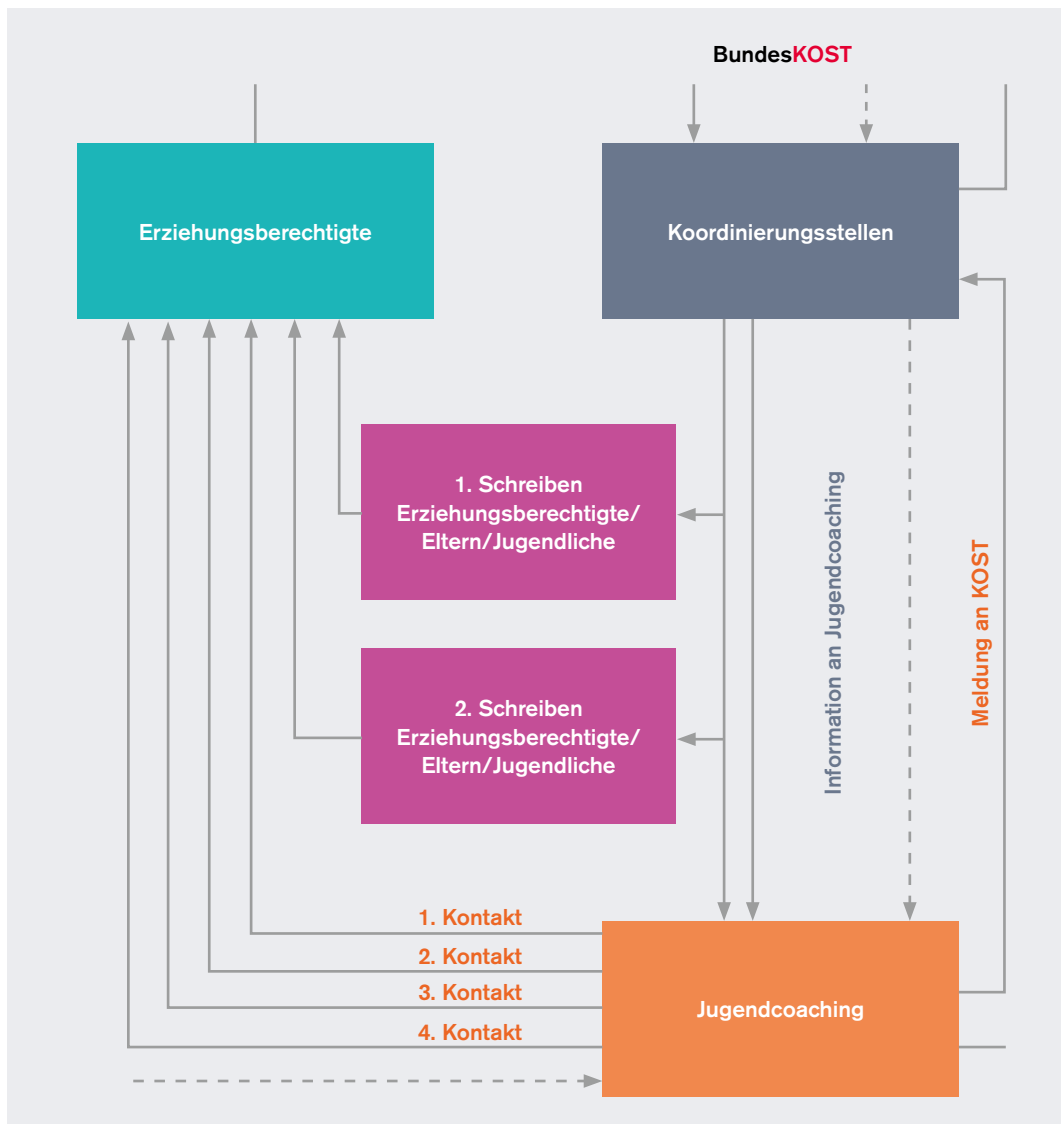 BundesKOST
Erziehungsberechtigte
Koordinierungsstellen
1. Schreiben
Erziehungsberechtigte/
Eltern/Jugendliche
2. Schreiben
Erziehungsberechtigte/
Eltern/Jugendliche
Information an Jugendcoaching
Meldung an KOST
1. Kontakt
2. Kontakt
3. Kontakt
4. Kontakt
Jugendcoaching